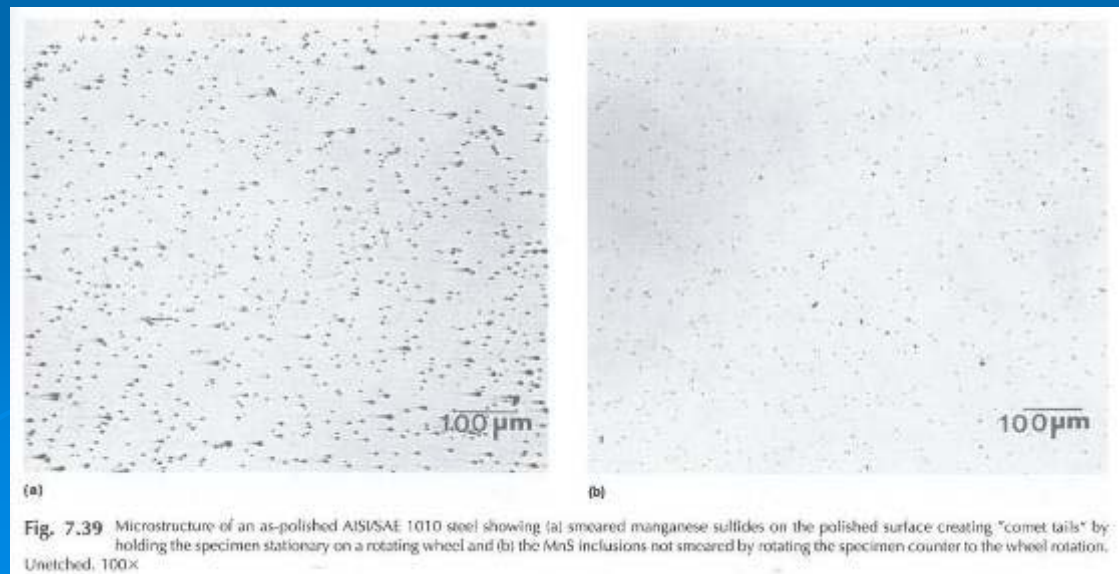 100 µm
100 µm
(a)
(b)
Fig. 7.39 Microstructure of an as-polished AISI/SAE 1010 steel showing (a) smeared manganese sulfides on the polished surface creating "comet tails" by
holding the specimen stationary on a rotating wheel and (b) the MnS inclusions not smeared by rotating the specimen counter to the wheel rotation.
Unetched. 100×